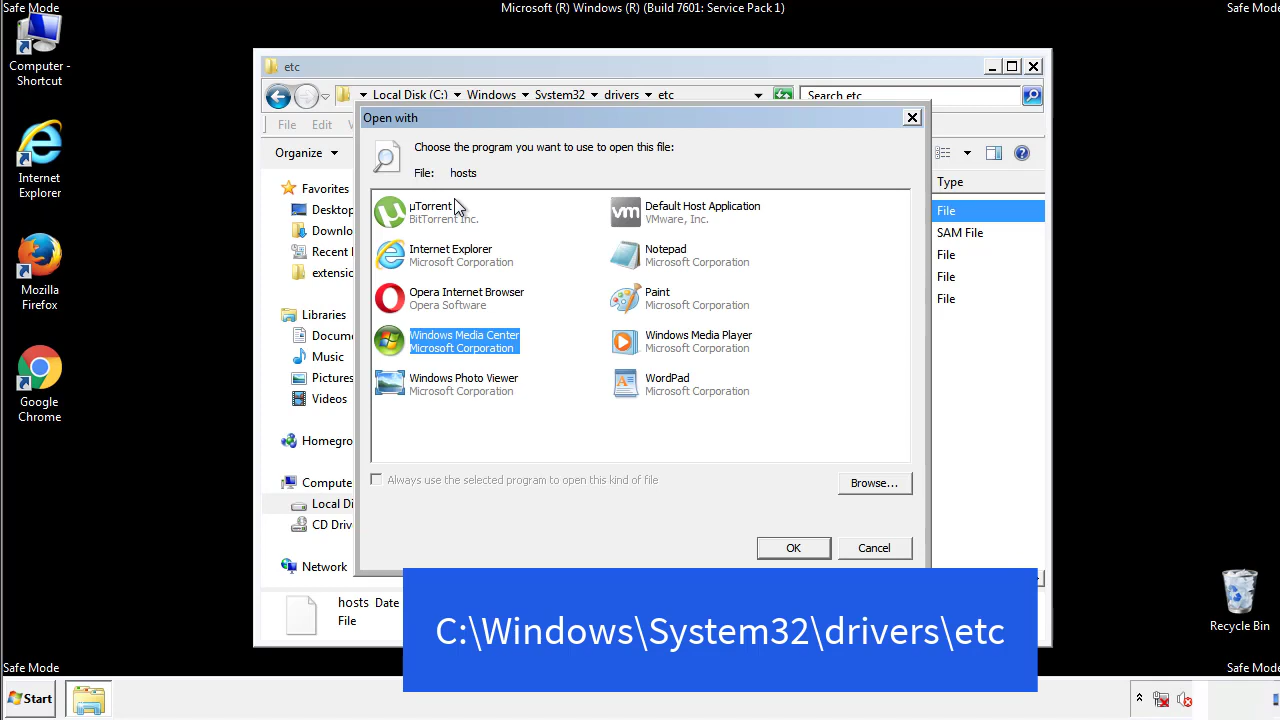 Safe Mode
Microsoft (R) Windows (R) (Build 7601: Service Pack 1)
Safe Mode
Computer -
Shortcut
Internet
Explorer
Mozilla
Firefox
Google
Chrome
etc
Local Disk (C:)
Windows
System32
drivers
etc
Search etc
File
Edit
Organize
Favorites
Desktop
Downlo
Recent
extensio
Libraries
Docume
Music
Pictures
Videos
Homegro
Compute
Local Di
CD Drive
Network
Type
File
SAM File
File
File
File
Open with
Choose the program you want to use to open this file:
File: hosts
µTorrent
BitTorrent Inc.
Default Host Application
VMware, Inc.
Internet Explorer
Microsoft Corporation
Notepad
Microsoft Corporation
Opera Internet Browser
Opera Software
Paint
Microsoft Corporation
Windows Media Center
Microsoft Corporation
Windows Media Player
Microsoft Corporation
Windows Photo Viewer
Microsoft Corporation
WordPad
Microsoft Corporation
Always use the selected program to open this kind of file
Browse...
OK
Cancel
hosts Date
File
C:\Windows\System32\drivers\etc
Recycle Bin
Safe Mode
Safe Mode
Start